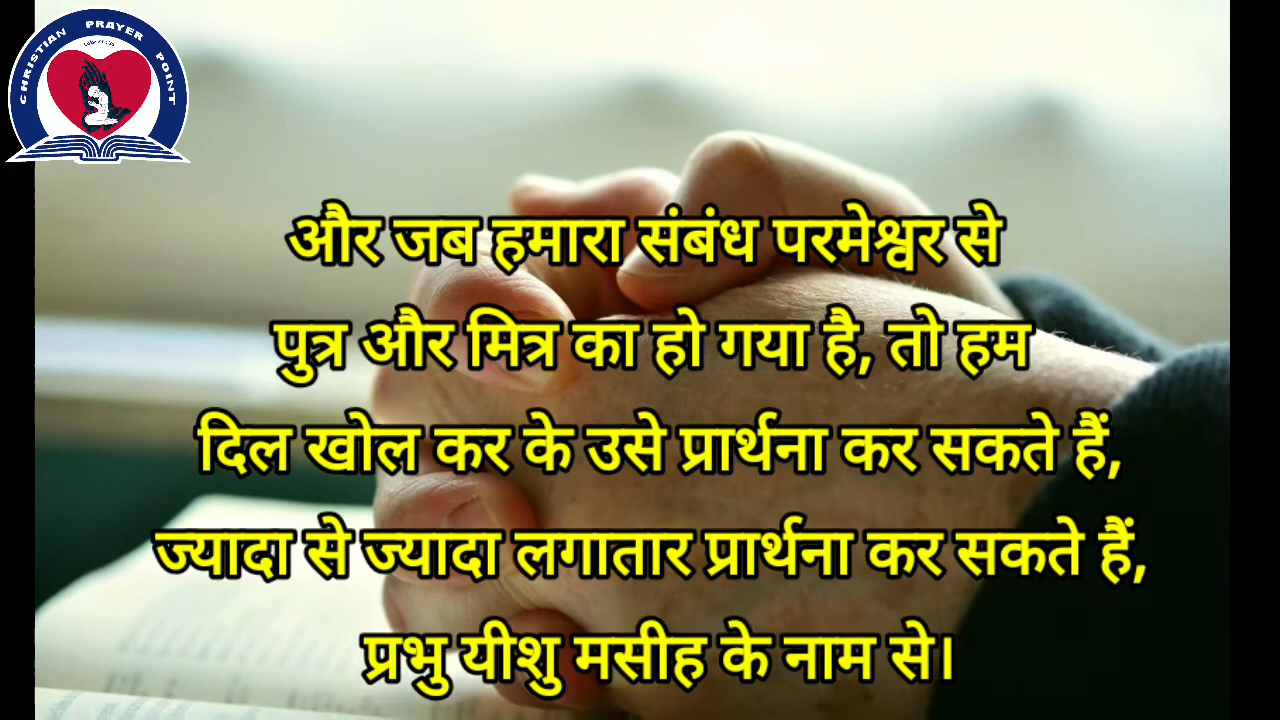 CHRISTIAN PRAYER POINT
और जब हमारा संबंध परमेश्वर से
पुत्र और मित्र का हो गया है, तो हम
दिल खोल कर के उसे प्रार्थना कर सकते हैं,
ज्यादा से ज्यादा लगातार प्रार्थना कर सकते हैं,
प्रभु यीशु मसीह के नाम से।